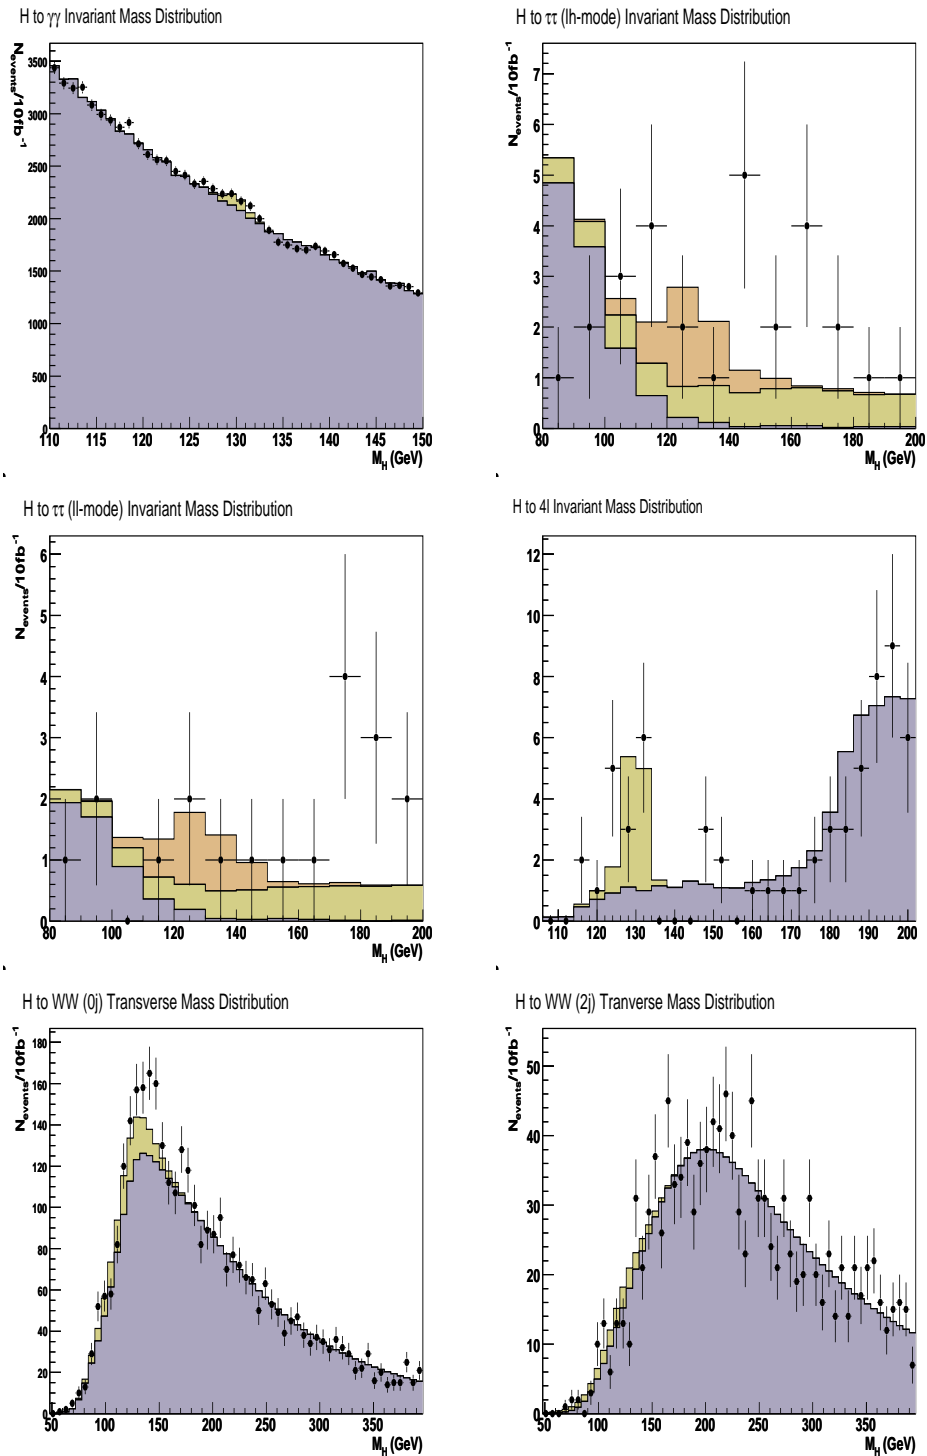 H to γγ Invariant Mass Distribution
N_events/10fb⁻¹
3500
3000
2500
2000
1500
1000
500
0
110 115 120 125 130 135 140 145 150
M_H (GeV)
H to ττ (lh-mode) Invariant Mass Distribution
N_events/10fb⁻¹
7
6
5
4
3
2
1
0
80 100 120 140 160 180 200
M_H (GeV)
H to ττ (ll-mode) Invariant Mass Distribution
N_events/10fb⁻¹
6
5
4
3
2
1
0
80 100 120 140 160 180 200
M_H (GeV)
H to 4l Invariant Mass Distribution
N_events/10fb⁻¹
12
10
8
6
4
2
0
110 120 130 140 150 160 170 180 190 200
M_H (GeV)
H to WW (0j) Transverse Mass Distribution
N_events/10fb⁻¹
180
160
140
120
100
80
60
40
20
0
50 100 150 200 250 300 350
M_H (GeV)
H to WW (2j) Tranverse Mass Distribution
N_events/10fb⁻¹
50
40
30
20
10
0
50 100 150 200 250 300 350
M_H (GeV)